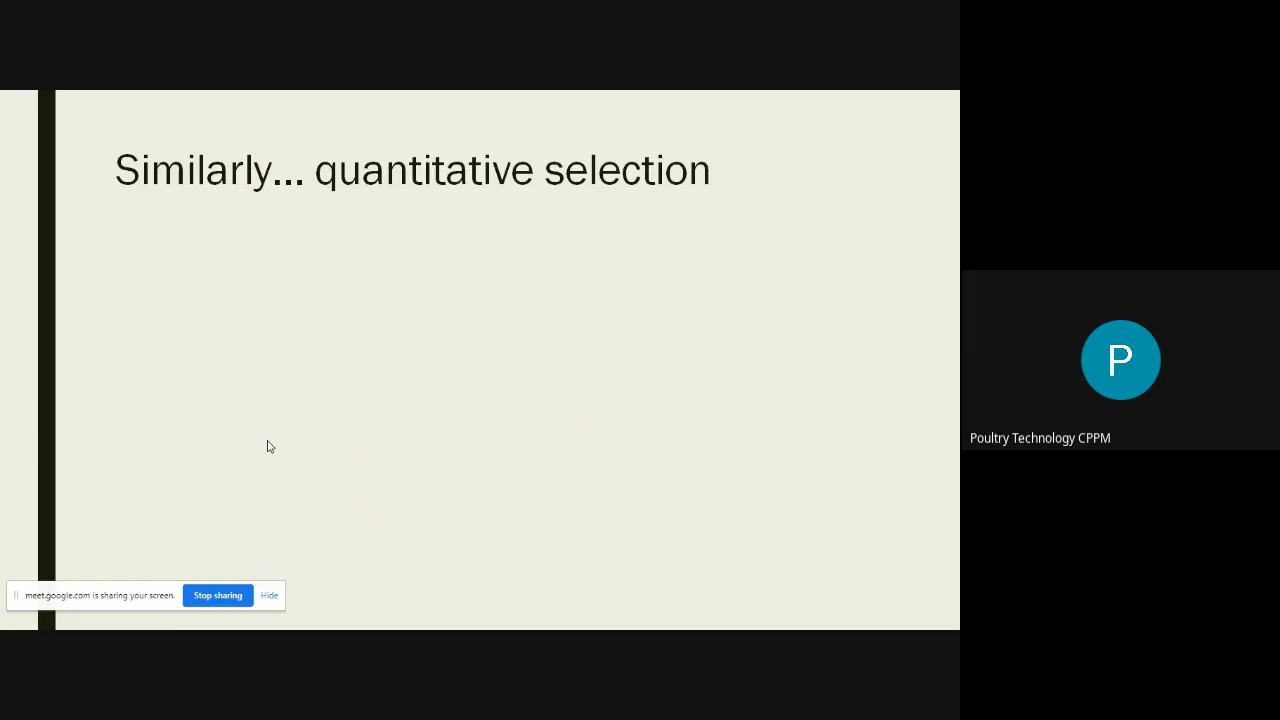 Similarly... quantitative selection
P
Poultry Technology CPPM
meet.google.com is sharing your screen. Stop sharing Hide